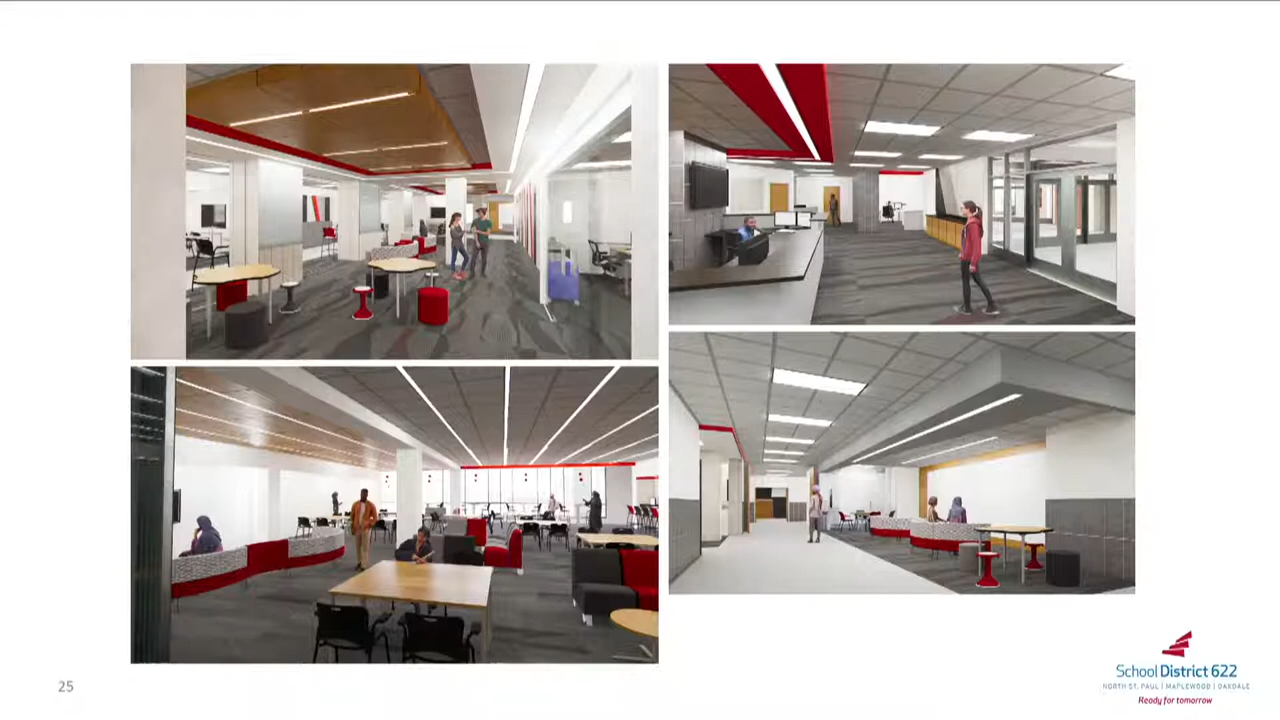 25
School District 622
NORTH ST. PAUL | MAPLEWOOD | OAKDALE
Ready for tomorrow